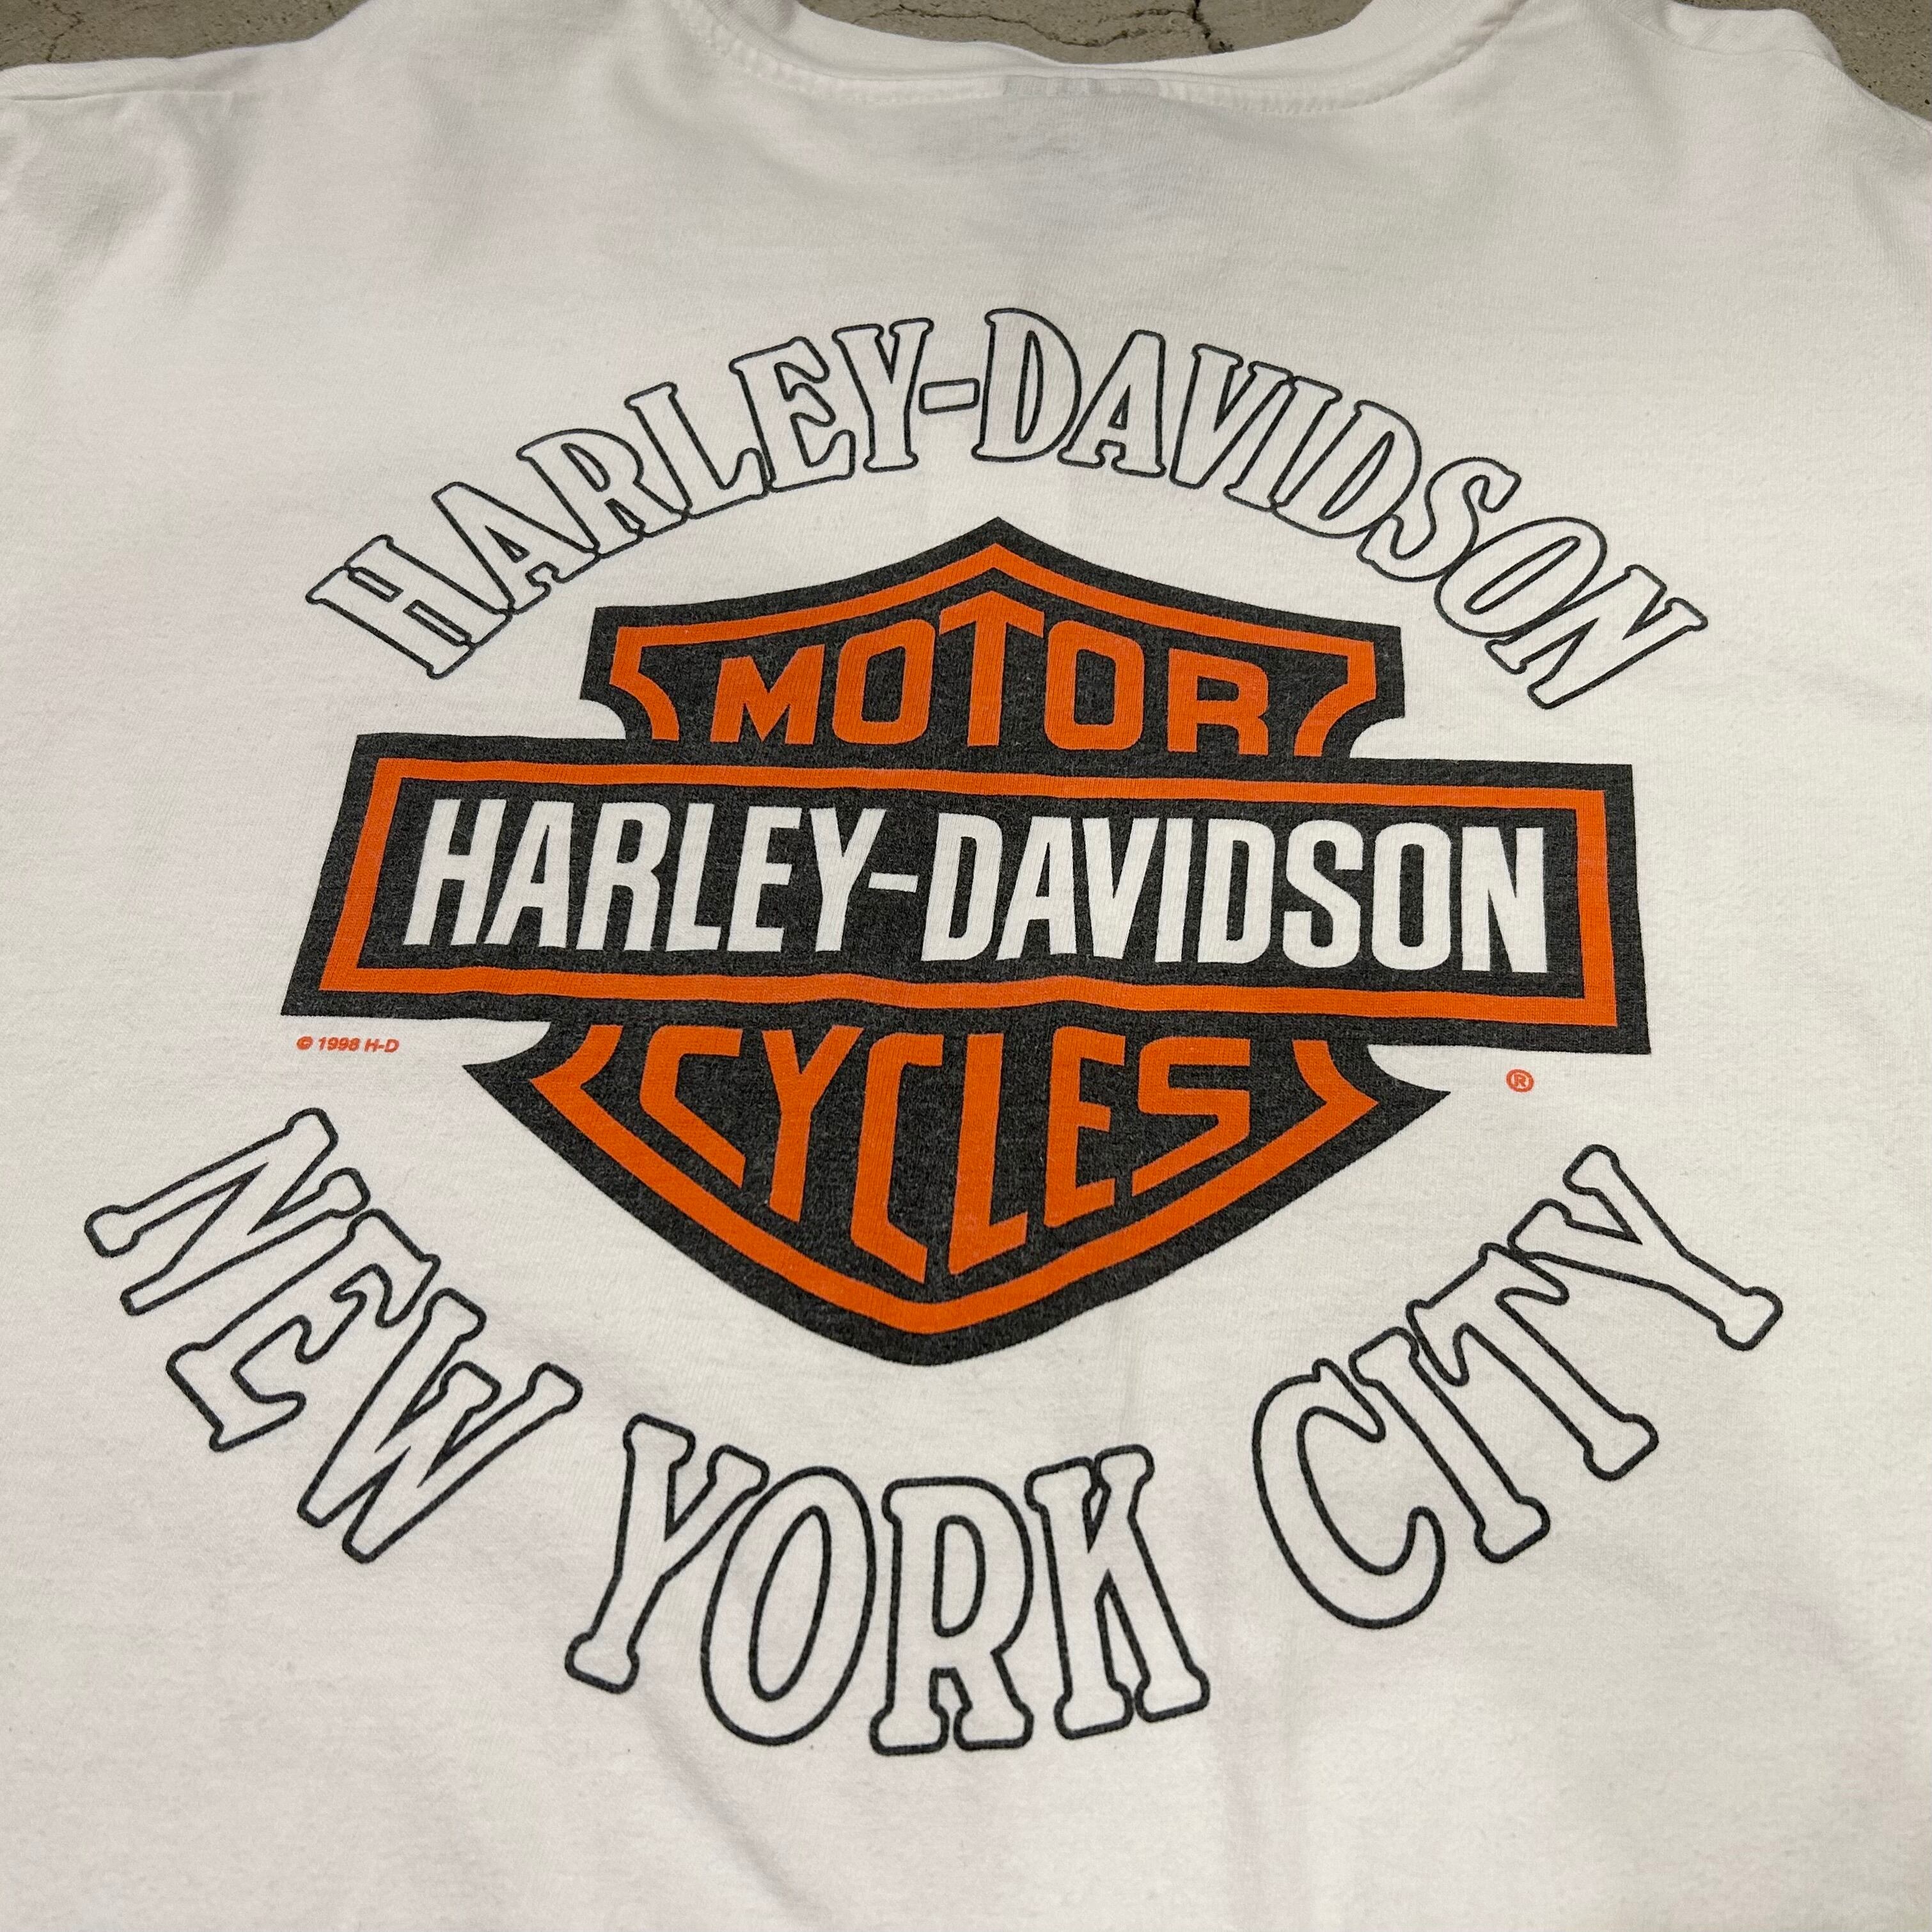 HARLEY-DAVIDSON
MOTOR
HARLEY-DAVIDSON
CYCLES
© 1998 H-D
®
NEW YORK CITY